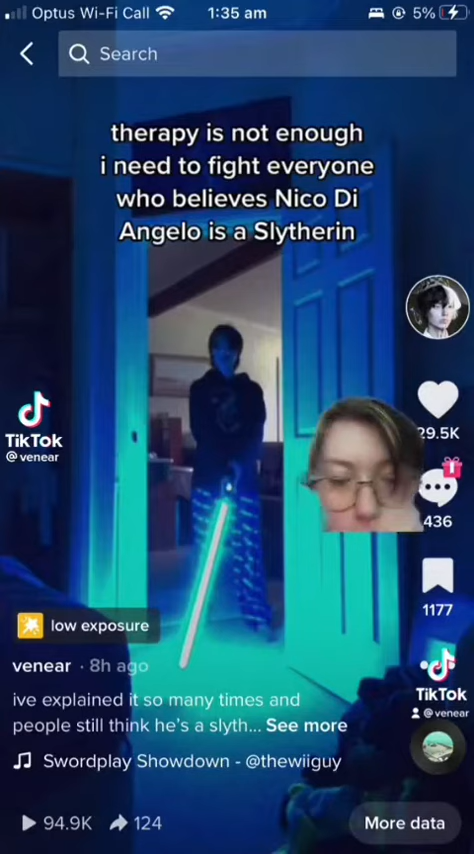 Optus Wi-Fi Call
1:35 am
5%
Search
therapy is not enough
i need to fight everyone
who believes Nico Di
Angelo is a Slytherin
29.5K
TikTok
@venear
436
1177
low exposure
venear · 8h ago
TikTok
@venear
ive explained it so many times and
people still think he's a slyth... See more
Swordplay Showdown - @thewiiguy
94.9K
124
More data